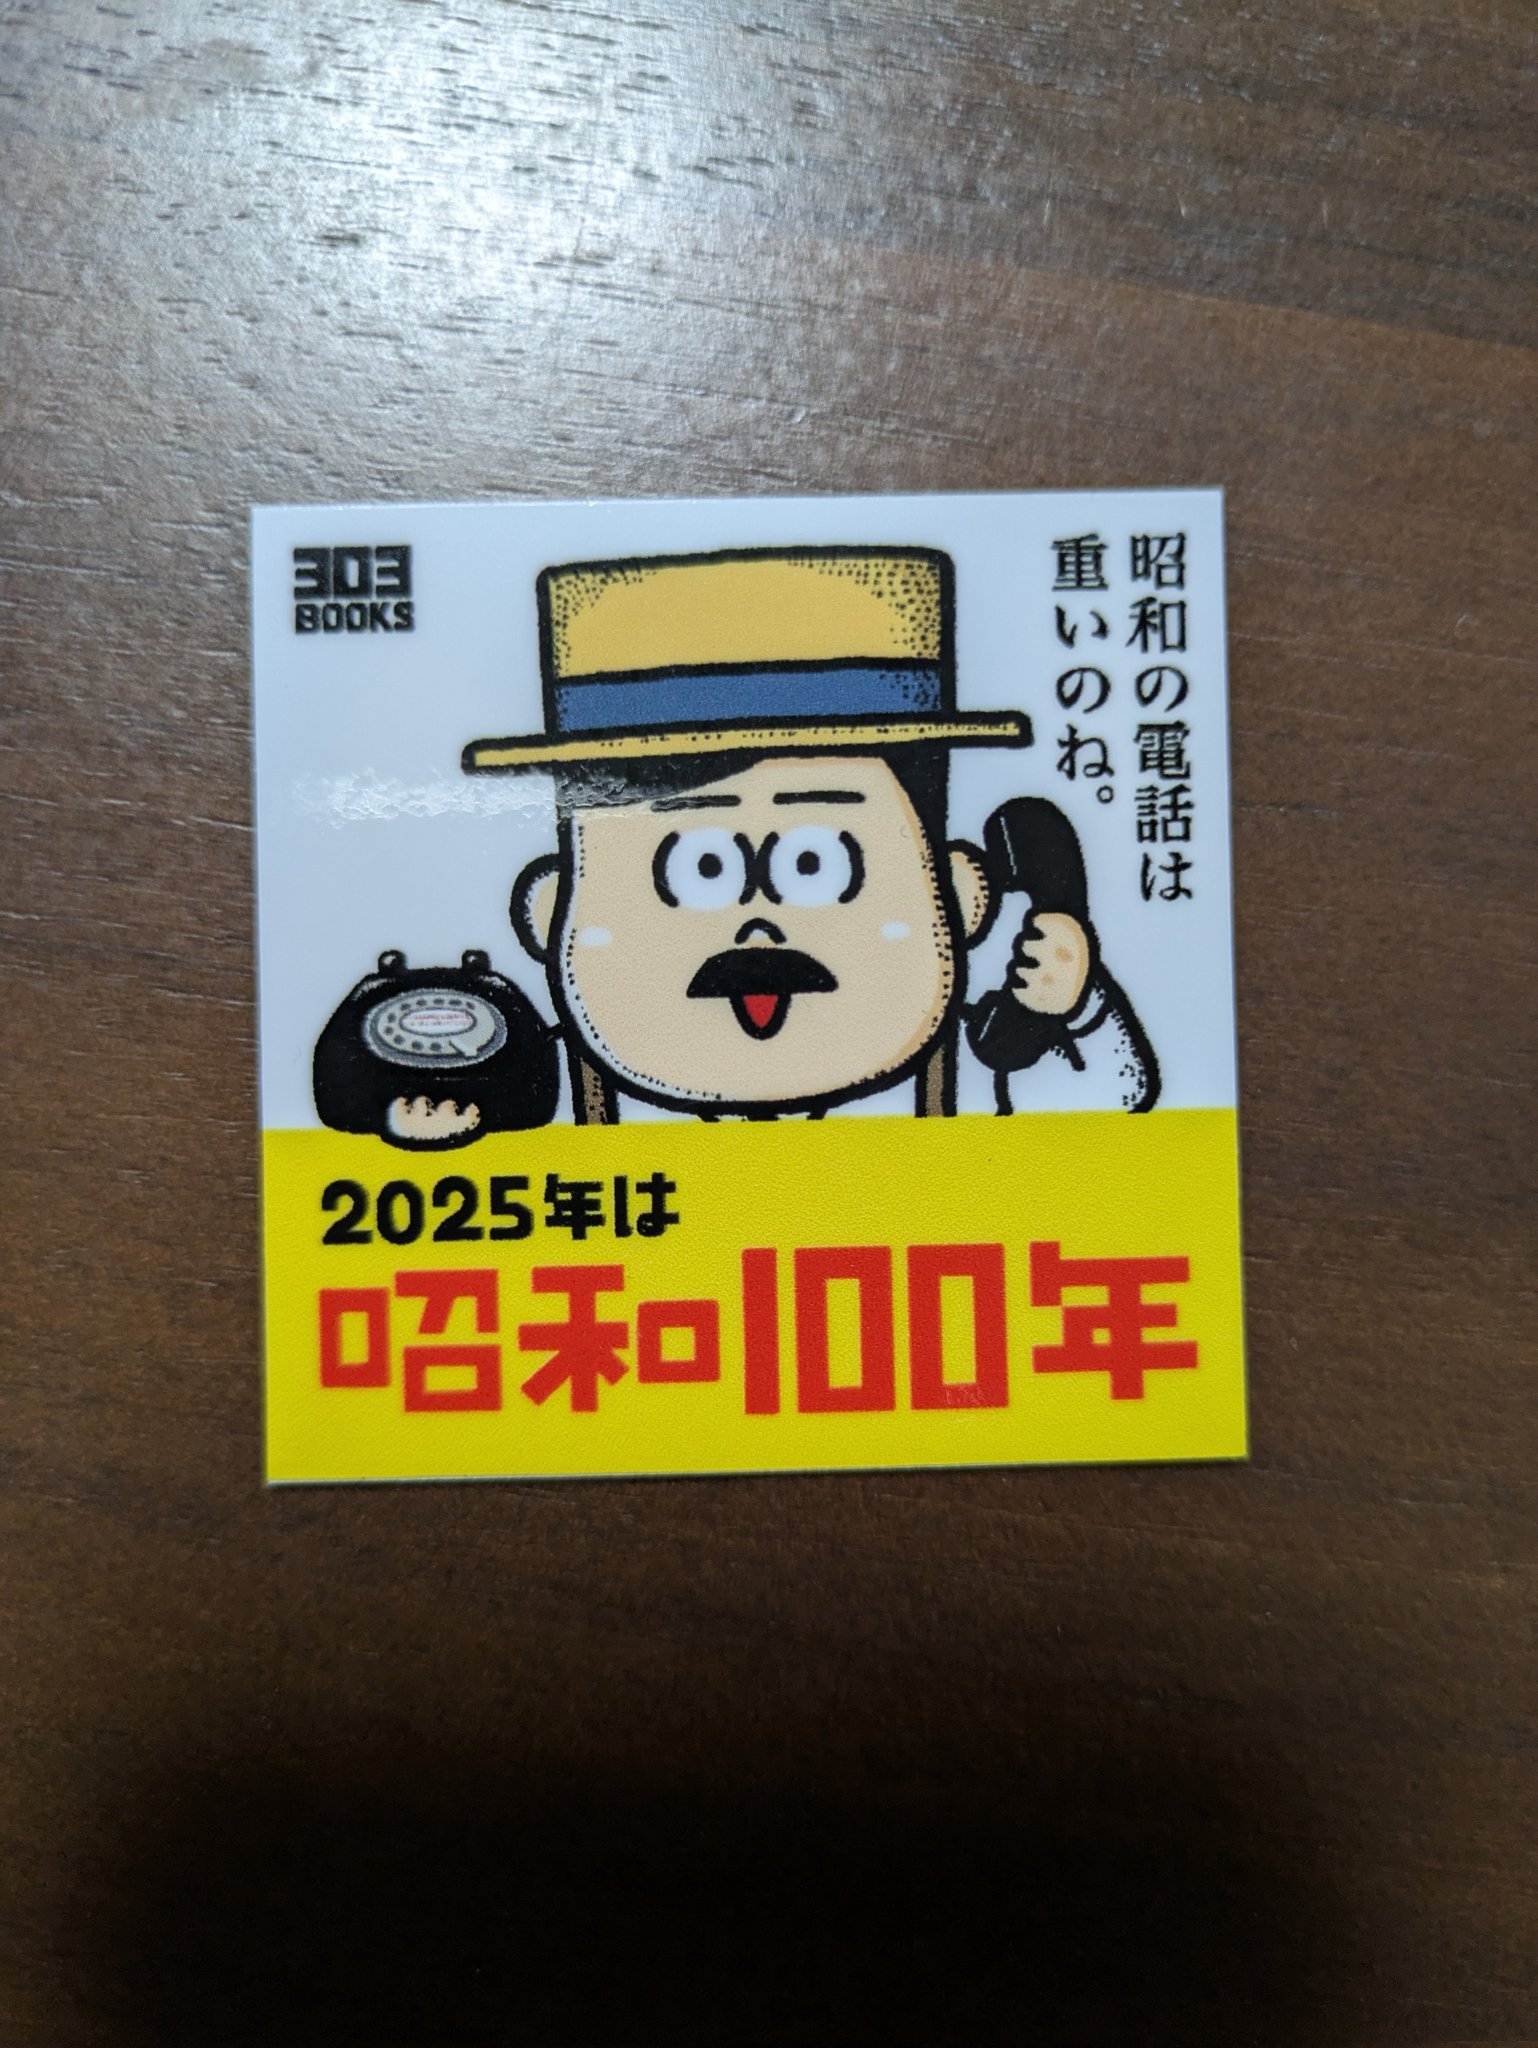 303
BOOKS
昭和の電話は
重いのね。
2025年は
昭和100年